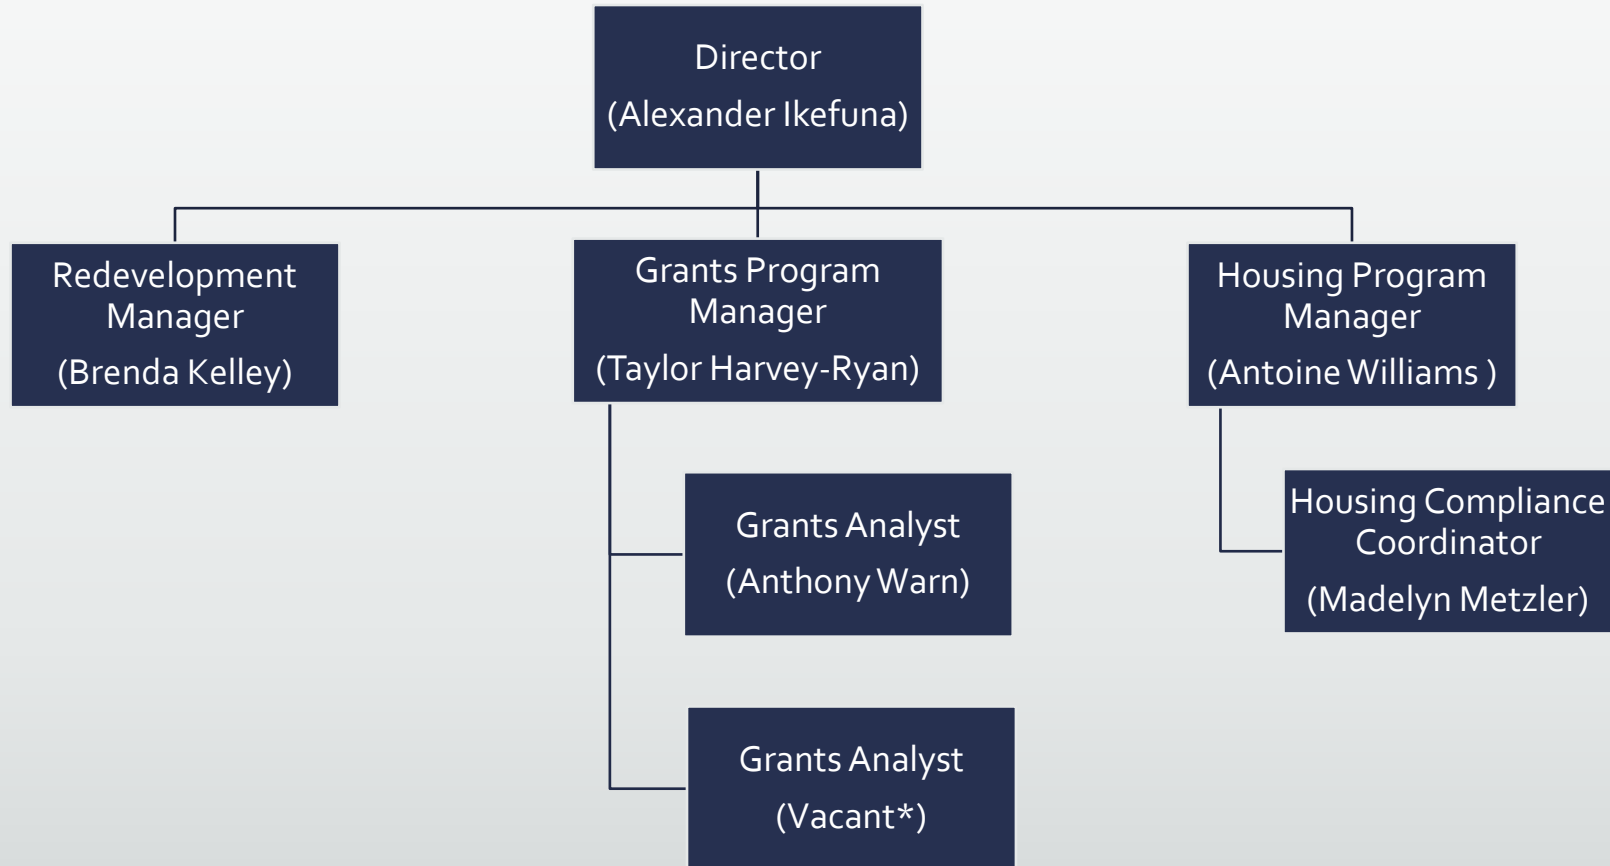 Director
(Alexander Ikefuna)
Redevelopment
Manager
(Brenda Kelley)
Grants Program
Manager
(Taylor Harvey-Ryan)
Housing Program
Manager
(Antoine Williams )
Grants Analyst
(Anthony Warn)
Housing Compliance
Coordinator
(Madelyn Metzler)
Grants Analyst
(Vacant*)